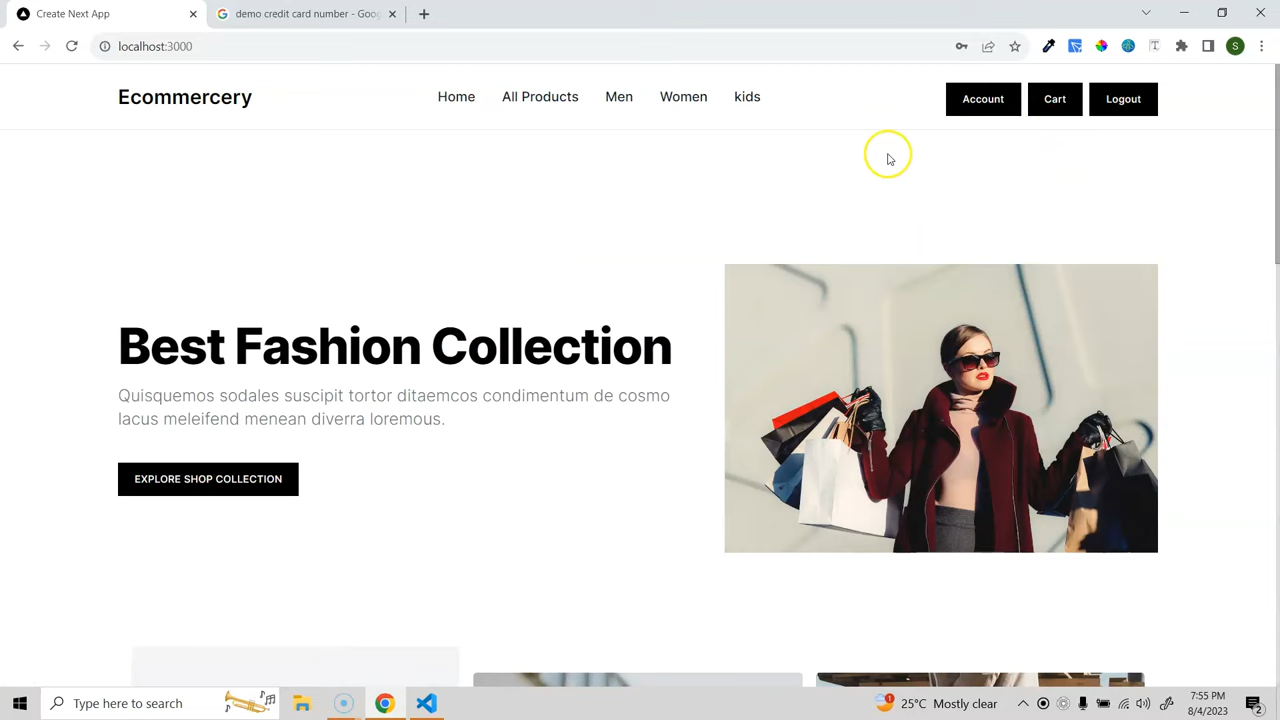 Create Next App
demo credit card number - Goo
localhost:3000
S
Ecommercery
Home
All Products
Men
Women
kids
Account
Cart
Logout
Best Fashion Collection
Quisquemos sodales suscipit tortor ditaemcos condimentum de cosmo
lacus meleifend menean diverra loremous.
EXPLORE SHOP COLLECTION
Type here to search
1
25°C Mostly clear
7:55 PM
8/4/2023
2